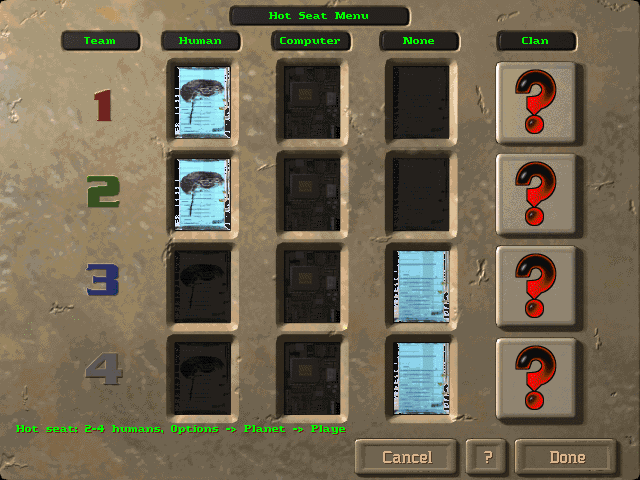 Hot Seat Menu
Team Human Computer None Clan
1 ?
2 ?
3 ?
4 ?
Hot seat: 2-4 humans, Options -> Planet -> Playe
Cancel ? Done